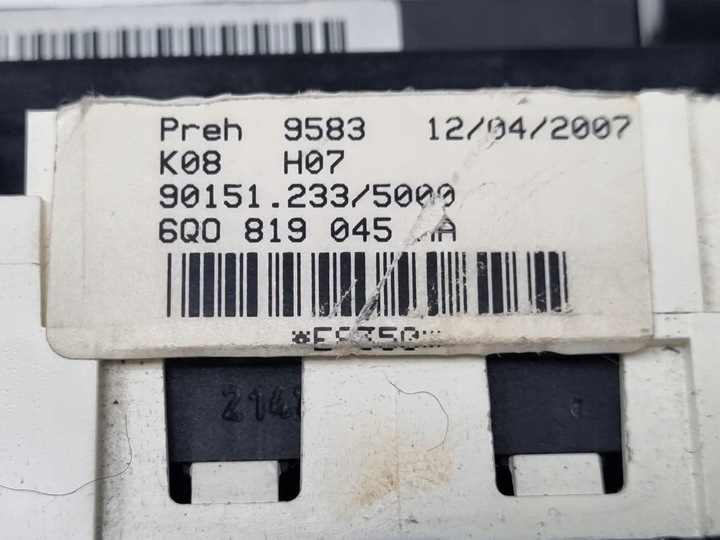 Preh 9583 12/04/2007
K08 H07
90151.233/5000
6Q0 819 045